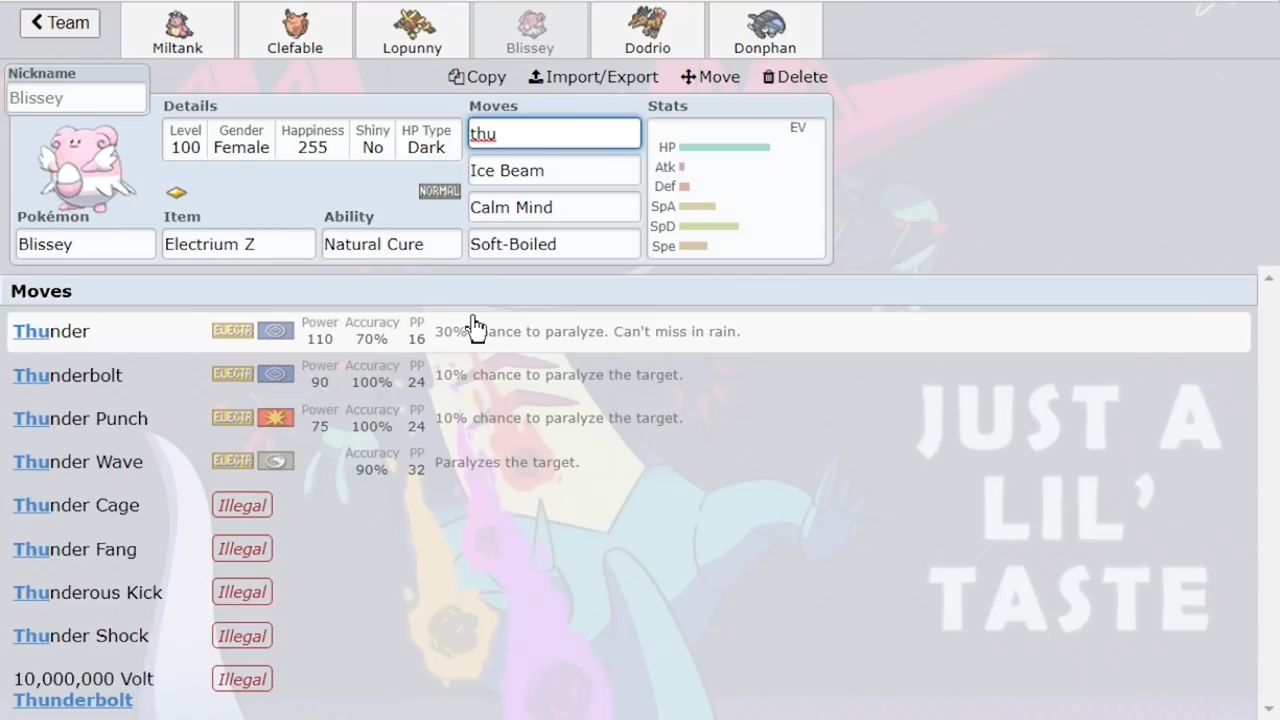 Team
Miltank
Clefable
Lopunny
Blissey
Dodrio
Donphan
Nickname
Blissey
Copy
Import/Export
Move
Delete
Details
Moves
Stats
Level
100
Gender
Female
Happiness
255
Shiny
No
HP Type
Dark
NORMAL
Pokémon
Blissey
Item
Electrium Z
Ability
Natural Cure
thu
Ice Beam
Calm Mind
Soft-Boiled
EV
HP
Atk
Def
SpA
SpD
Spe
Moves
Thunder ELECTR Power 110 Accuracy 70% PP 16 30% chance to paralyze. Can't miss in rain.
Thunderbolt ELECTR Power 90 Accuracy 100% PP 24 10% chance to paralyze the target.
Thunder Punch ELECTR Power 75 Accuracy 100% PP 24 10% chance to paralyze the target.
Thunder Wave ELECTR Accuracy 90% PP 32 Paralyzes the target.
Thunder Cage Illegal
Thunder Fang Illegal
Thunderous Kick Illegal
Thunder Shock Illegal
10,000,000 Volt Illegal
Thunderbolt
JUST A
LIL'
TASTE